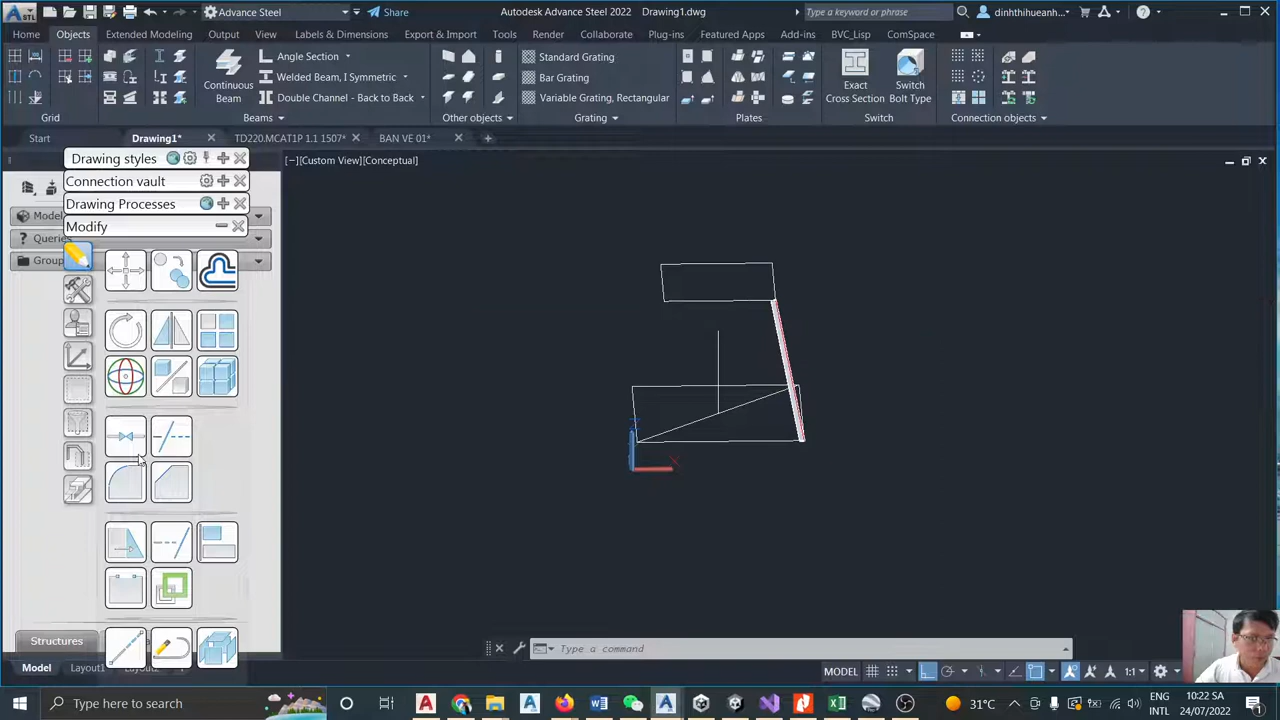 Advance Steel
Share
Autodesk Advance Steel 2022 Drawing1.dwg
Type a keyword or phrase
dinhthihueanh...
STL
Home
Objects
Extended Modeling
Output
View
Labels & Dimensions
Export & Import
Tools
Render
Collaborate
Plug-ins
Featured Apps
Add-ins
BVC_Lisp
ComSpace
Angle Section
Welded Beam, I Symmetric
Double Channel - Back to Back
Continuous
Beam
Standard Grating
Bar Grating
Variable Grating, Rectangular
Exact
Cross Section
Switch
Bolt Type
Grid
Beams
Other objects
Grating
Plates
Switch
Connection objects
Start
Drawing1*
TD220.MCAT1P 1.1 1507*
BAN VE 01*
[−][Custom View][Conceptual]
Drawing styles
Connection vault
Drawing Processes
Modify
Model
Queries
Group
X
Structures
Type a command
Model
Layout1
Layout2
MODEL
1:1
Type here to search
31°C
ENG
INTL
10:22 SA
24/07/2022